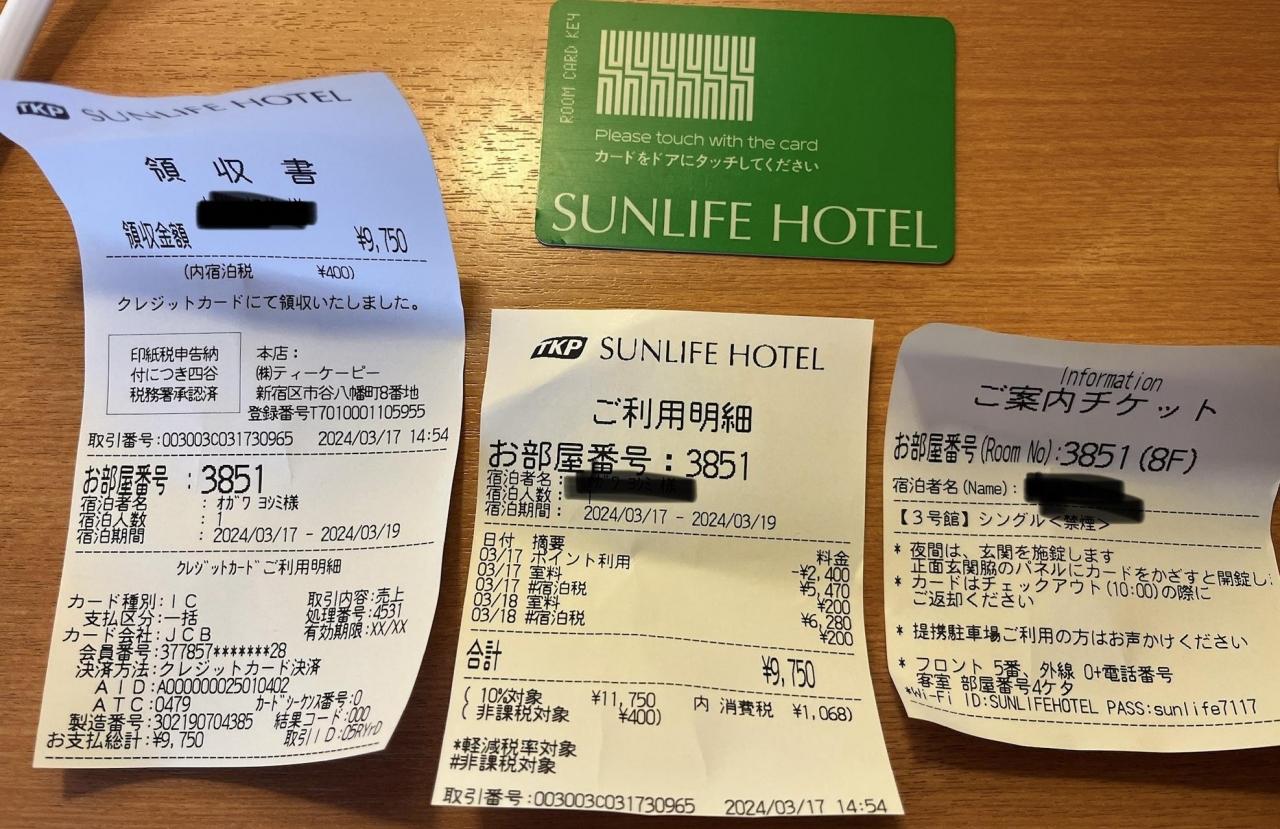 TKP SUNLIFE HOTEL
領収書
領収金額 ¥9,750
(内宿泊税 ¥400)
クレジットカードにて領収いたしました。
印紙税申告納
付につき四谷
税務署承認済
本店：
㈱ティーケーピー
新宿区市谷八幡町8番地
登録番号T7010001105955
取引番号:003003C031730965 2024/03/17 14:54
お部屋番号 : 3851
宿泊者名 : ｵｶﾞﾜ ﾖｼﾐ様
宿泊人数 : 1
宿泊期間 : 2024/03/17 - 2024/03/19
ｸﾚｼﾞｯﾄｶｰﾄﾞご利用明細
カード種別:ＩＣ 取引内容:売上
支払区分:一括 処理番号:4531
カード会社:ＪＣＢ 有効期限:XX/XX
会員番号:377857*******28
決済方法:クレジットカード決済
ＡＩＤ:A000000025010402
ＡＴＣ:0479 ｶｰﾄﾞｼｰｹﾝｽ番号:0
製造番号:302190704385 結果コード:000
お支払総計:¥9,750 取引ＩＤ:05RYrD
ROOM CARD KEY
Please touch with the card
カードをドアにタッチしてください
SUNLIFE HOTEL
TKP SUNLIFE HOTEL
ご利用明細
お部屋番号：3851
宿泊者名: ｵｶﾞﾜ ﾖｼﾐ 様
宿泊人数: 1
宿泊期間: 2024/03/17 - 2024/03/19
日付 摘要 料金
03/17 ポイント利用 -¥2,400
03/17 室料 ¥5,470
03/17 #宿泊税 ¥200
03/18 室料 ¥6,280
03/18 #宿泊税 ¥200
合計 ¥9,750
( 10%対象 ¥11,750 内 消費税 ¥1,068)
( 非課税対象 ¥400)
*軽減税率対象
#非課税対象
取引番号:003003C031730965 2024/03/17 14:54
Information
ご案内チケット
お部屋番号(Room No):3851(8F)
宿泊者名(Name):
【３号館】シングル<禁煙>
* 夜間は、玄関を施錠します
正面玄関脇のパネルにカードをかざすと開錠し
* カードはチェックアウト(10:00)の際に
ご返却ください
* 提携駐車場ご利用の方はお声かけください
* フロント 5番、外線 0+電話番号
客室 部屋番号4ケタ
*Wi-Fi ID:SUNLIFEHOTEL PASS:sunlife7117